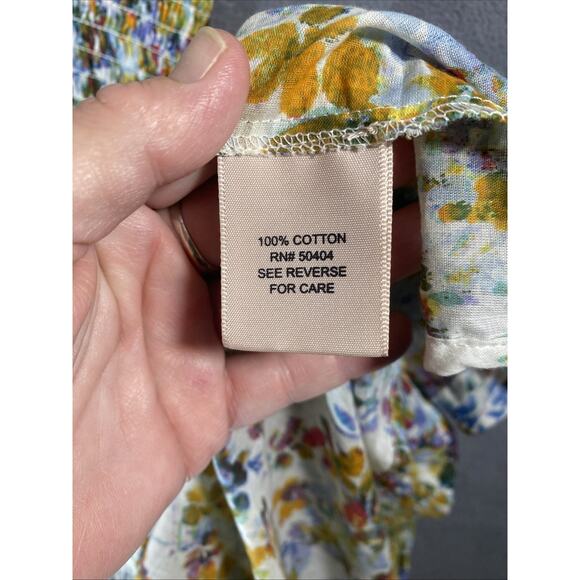 100% COTTON
RN# 50404
SEE REVERSE
FOR CARE